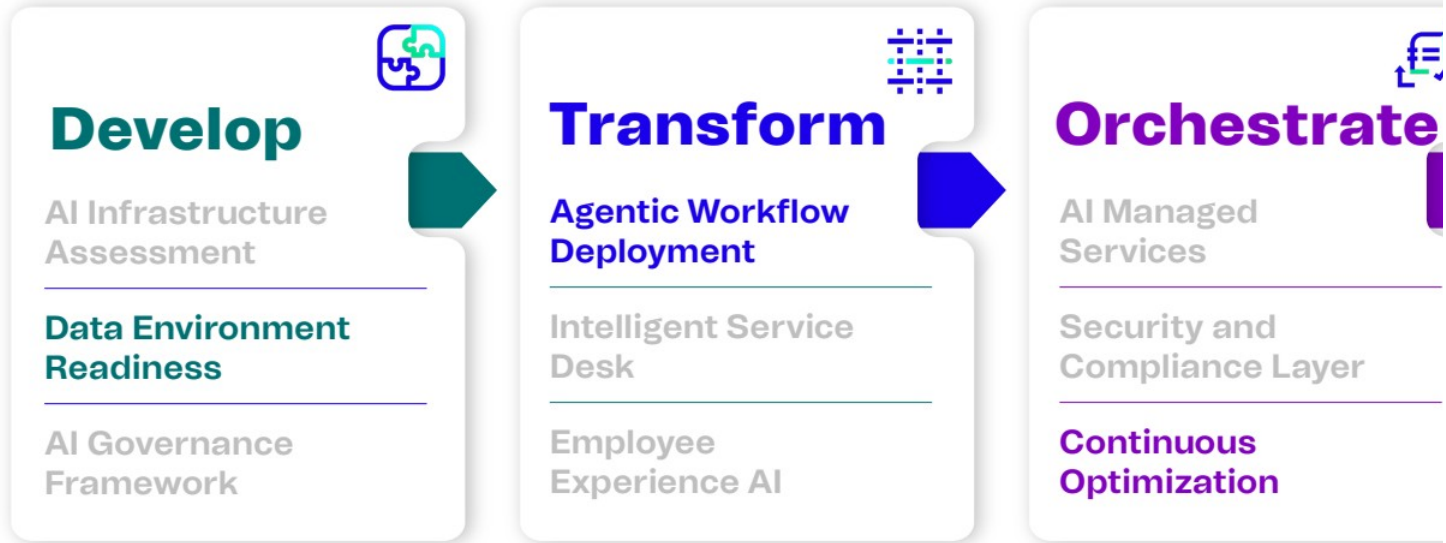 Develop
AI Infrastructure
Assessment
Data Environment
Readiness
AI Governance
Framework
Transform
Agentic Workflow
Deployment
Intelligent Service
Desk
Employee
Experience AI
Orchestrate
AI Managed
Services
Security and
Compliance Layer
Continuous
Optimization